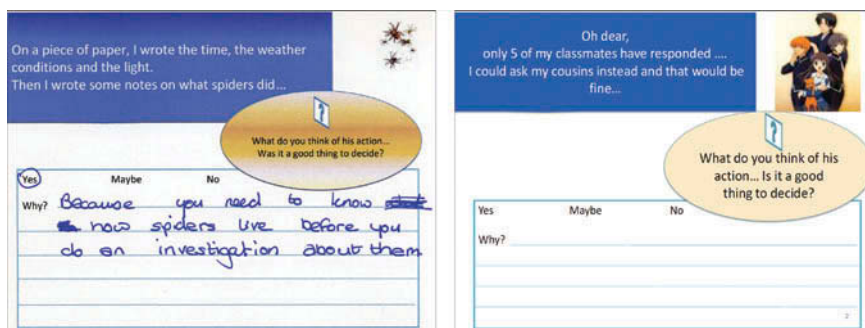 On a piece of paper, I wrote the time, the weather
conditions and the light.
Then I wrote some notes on what spiders did...
?
What do you think of his action...
Was it a good thing to decide?
Yes Maybe No
Why? Because you need to know
how spiders live before you
do an investigation about them
Oh dear,
only 5 of my classmates have responded ....
I could ask my cousins instead and that would be
fine...
?
What do you think of his
action... Is it a good
thing to decide?
Yes Maybe No
Why?
2